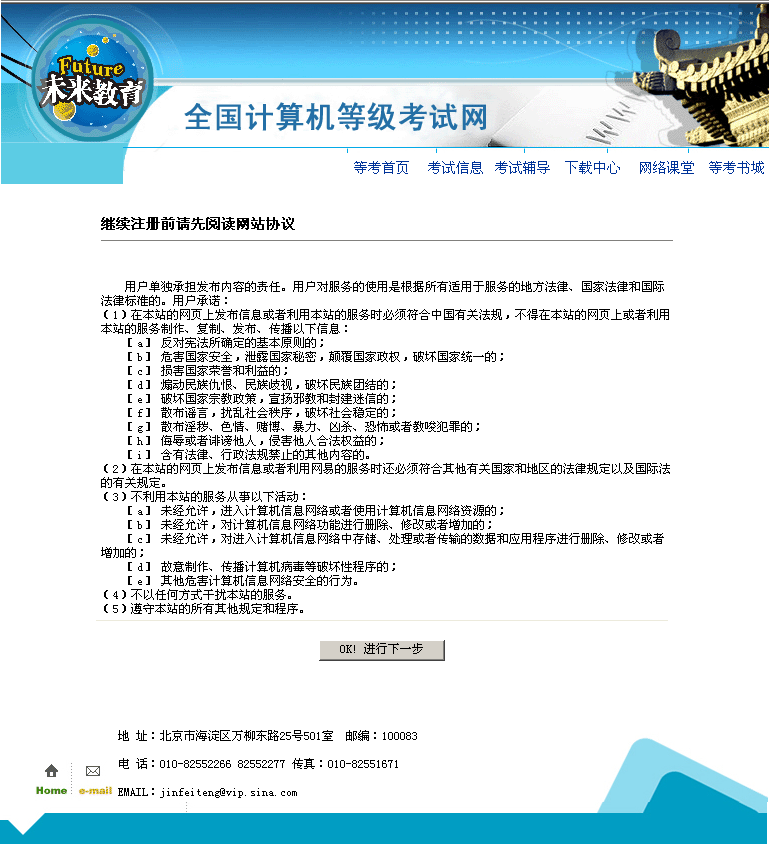 Future
未来教育
全国计算机等级考试网
WWW
等考首页 考试信息 考试辅导 下载中心 网络课堂 等考书城
继续注册前请先阅读网站协议
用户单独承担发布内容的责任。用户对服务的使用是根据所有适用于服务的地方法律、国家法律和国际
法律标准的。用户承诺：
（1）在本站的网页上发布信息或者利用本站的服务时必须符合中国有关法规，不得在本站的网页上或者利用
本站的服务制作、复制、发布、传播以下信息：
[a] 反对宪法所确定的基本原则的；
[b] 危害国家安全，泄露国家秘密，颠覆国家政权，破坏国家统一的；
[c] 损害国家荣誉和利益的；
[d] 煽动民族仇恨、民族歧视，破坏民族团结的；
[e] 破坏国家宗教政策，宣扬邪教和封建迷信的；
[f] 散布谣言，扰乱社会秩序，破坏社会稳定的；
[g] 散布淫秽、色情、赌博、暴力、凶杀、恐怖或者教唆犯罪的；
[h] 侮辱或者诽谤他人，侵害他人合法权益的；
[i] 含有法律、行政法规禁止的其他内容的。
（2）在本站的网页上发布信息或者利用网易的服务时还必须符合其他有关国家和地区的法律规定以及国际法
的有关规定。
（3）不利用本站的服务从事以下活动：
[a] 未经允许，进入计算机信息网络或者使用计算机信息网络资源的；
[b] 未经允许，对计算机信息网络功能进行删除、修改或者增加的；
[c] 未经允许，对进入计算机信息网络中存储、处理或者传输的数据和应用程序进行删除、修改或者
增加的；
[d] 故意制作、传播计算机病毒等破坏性程序的；
[e] 其他危害计算机信息网络安全的行为。
（4）不以任何方式干扰本站的服务。
（5）遵守本站的所有其他规定和程序。
OK! 进行下一步
地 址：北京市海淀区万柳东路25号501室 邮编：100083
电 话：010-82552266 82552277 传真：010-82551671
Home e-mail EMAIL：jinfeiteng@vip.sina.com